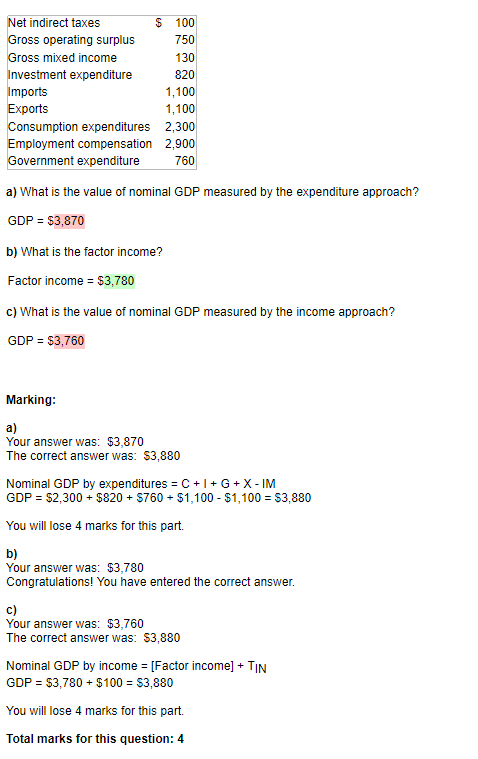 Net indirect taxes $ 100
Gross operating surplus 750
Gross mixed income 130
Investment expenditure 820
Imports 1,100
Exports 1,100
Consumption expenditures 2,300
Employment compensation 2,900
Government expenditure 760
a) What is the value of nominal GDP measured by the expenditure approach?
GDP = $3,870
b) What is the factor income?
Factor income = $3,780
c) What is the value of nominal GDP measured by the income approach?
GDP = $3,760
Marking:
a)
Your answer was: $3,870
The correct answer was: $3,880
Nominal GDP by expenditures = C + I + G + X - IM
GDP = $2,300 + $820 + $760 + $1,100 - $1,100 = $3,880
You will lose 4 marks for this part.
b)
Your answer was: $3,780
Congratulations! You have entered the correct answer.
c)
Your answer was: $3,760
The correct answer was: $3,880
Nominal GDP by income = [Factor income] + TIN
GDP = $3,780 + $100 = $3,880
You will lose 4 marks for this part.
Total marks for this question: 4